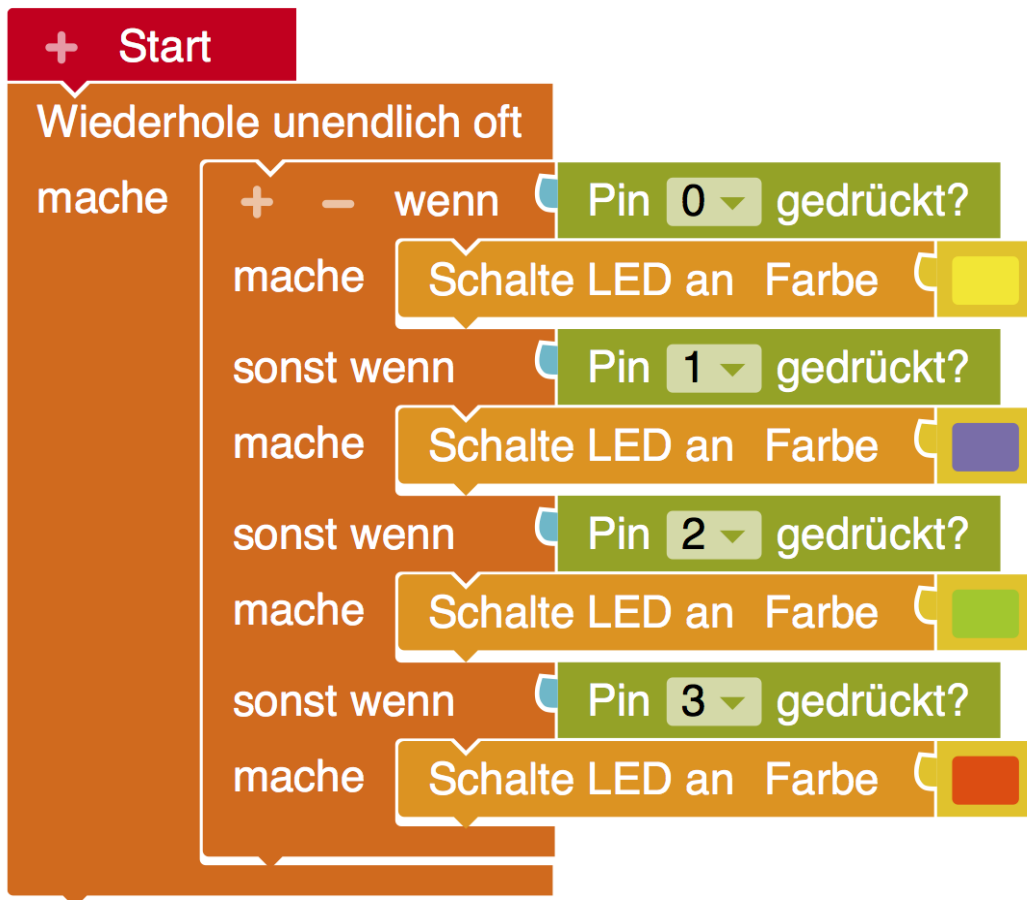 + Start
Wiederhole unendlich oft
mache + − wenn Pin 0 gedrückt?
mache Schalte LED an Farbe
sonst wenn Pin 1 gedrückt?
mache Schalte LED an Farbe
sonst wenn Pin 2 gedrückt?
mache Schalte LED an Farbe
sonst wenn Pin 3 gedrückt?
mache Schalte LED an Farbe